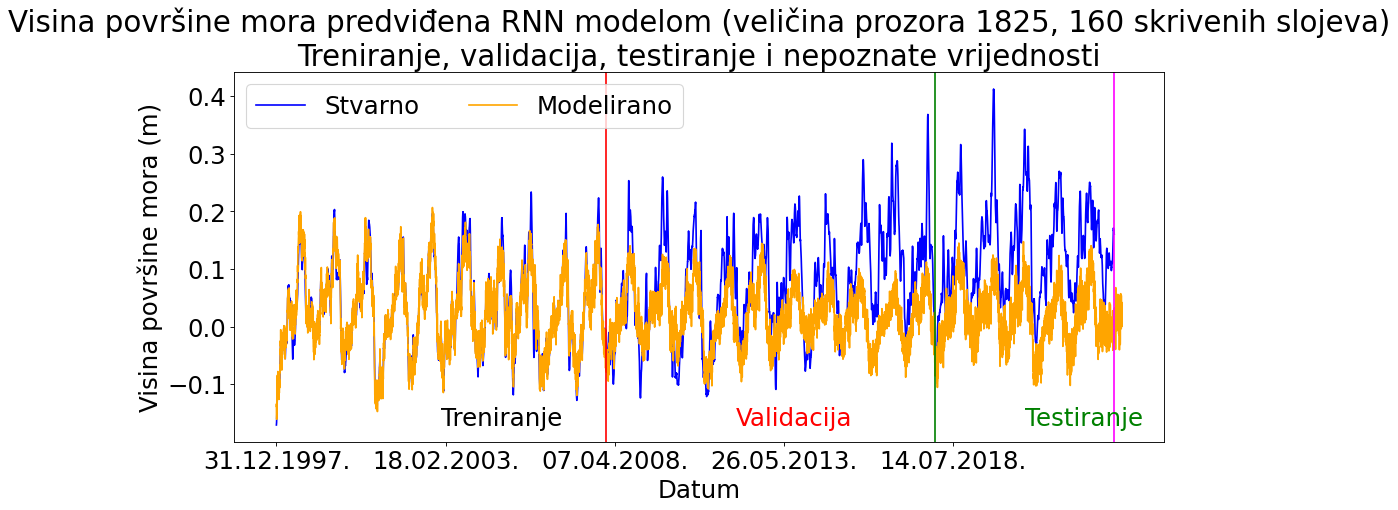 Visina površine mora predviđena RNN modelom (veličina prozora 1825, 160 skrivenih slojeva)
Treniranje, validacija, testiranje i nepoznate vrijednosti
Stvarno Modelirano
Visina površine mora (m)
0.4
0.3
0.2
0.1
0.0
−0.1
Treniranje Validacija Testiranje
31.12.1997. 18.02.2003. 07.04.2008. 26.05.2013. 14.07.2018.
Datum